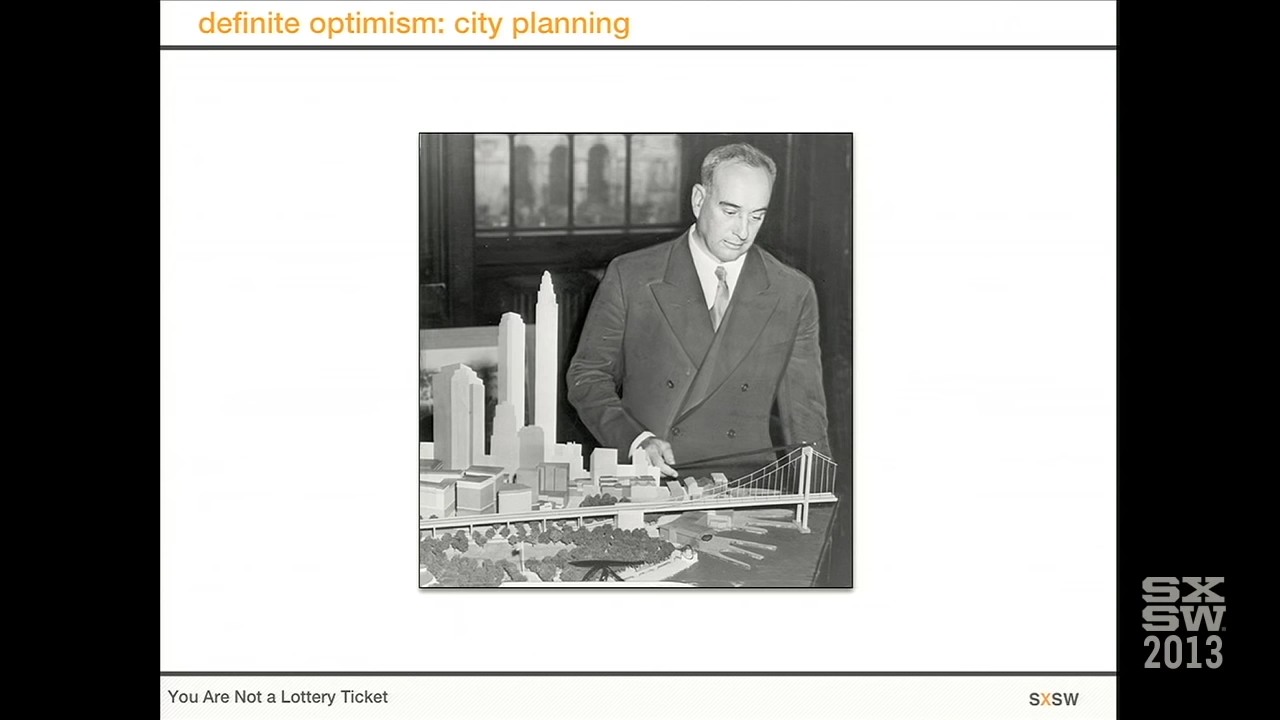 definite optimism: city planning
You Are Not a Lottery Ticket
SXSW
SX
SW
2013